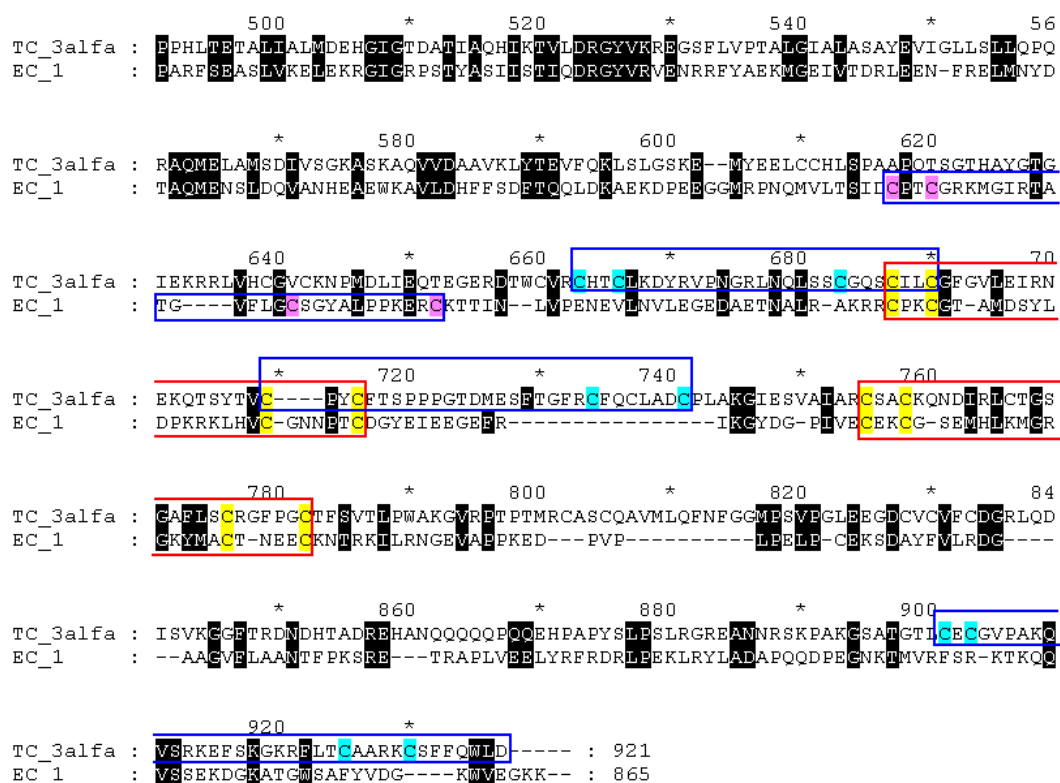 500 * 520 * 540 * 56
TC_3alfa : PPHLTETALIALMDEHGIGTDATIAQHIKTVLDRGYVKREGSFLVPTALGIALASAYEVIGLLSLLQPQ
EC_1 : PARFSEASLVKELEKRGIGRPSTYASIISTIQDRGYVRVENRRFYAEKMGEIVTDRLEEN-FRELMNYD
* 580 * 600 * 620 *
TC_3alfa : RAQMELAMSDIVSGKASKAQVVDAAVKLYTEVFQKLSLGSKE--MYEELCCHLSPAAPQTSGTHAYGTG
EC_1 : TAQMENSLDQVANHEAEWKAVLDHFFSDFTQQLDKAEKDPEEGGMRPNQMVLTSIDCPTCGRKMGIRTA
640 * 660 * 680 * 70
TC_3alfa : IEKRRLVHCGVCKNPMDLIEQTEGERDTWCVRCHTCLKDYRVPNGRLNQLSSCGQSCILCGFGVLEIRN
EC_1 : TG----VFLGCSGYALPPKERCKTTIN--LVPENEVLNVLEGEDAETNALR-AKRRCPKCGT-AMDSYL
* 720 * 740 * 760 *
TC_3alfa : EKQTSYTVC----PYCFTSPPPGTDMESFTGFRCFQCLADCPLAKGIESVAIARCSACKQNDIRLCTGS
EC_1 : DPKRKLHVC-GNNPTCDGYEIEEGEFR---------------IKGYDG-PIVECEKCG-SEMHLKMGR
780 * 800 * 820 * 84
TC_3alfa : GAFLSCRGFPGCTFSVTLPWAKGVRPTPTMRCASCQAVMLQFNFGGMPSVPGLEEGDCVCVFCDGRLQD
EC_1 : GKYMACT-NEECKNTRKILRNGEVAPPKED--PVP----------LPELP-CEKSDAYFVLRDG----
* 860 * 880 * 900 *
TC_3alfa : ISVKGGFTRDNDHTADREHANQQQQQPQQEHPAPYSLPSLRGREANNRSKPAKGSATGTLCECGVPAKQ
EC_1 : --AAGVFLAANTFPKSRE---TRAPLVEELYRFRDRLPEKLRYLADAPQQDPEGNKTMVRFSR-KTKQQ
920 *
TC_3alfa : VSRKEFSKGKRFLTCAARKCSFFQWLD----- : 921
EC_1 : VSSEKDGKATGWSAFYVDG----KWVEGKK-- : 865